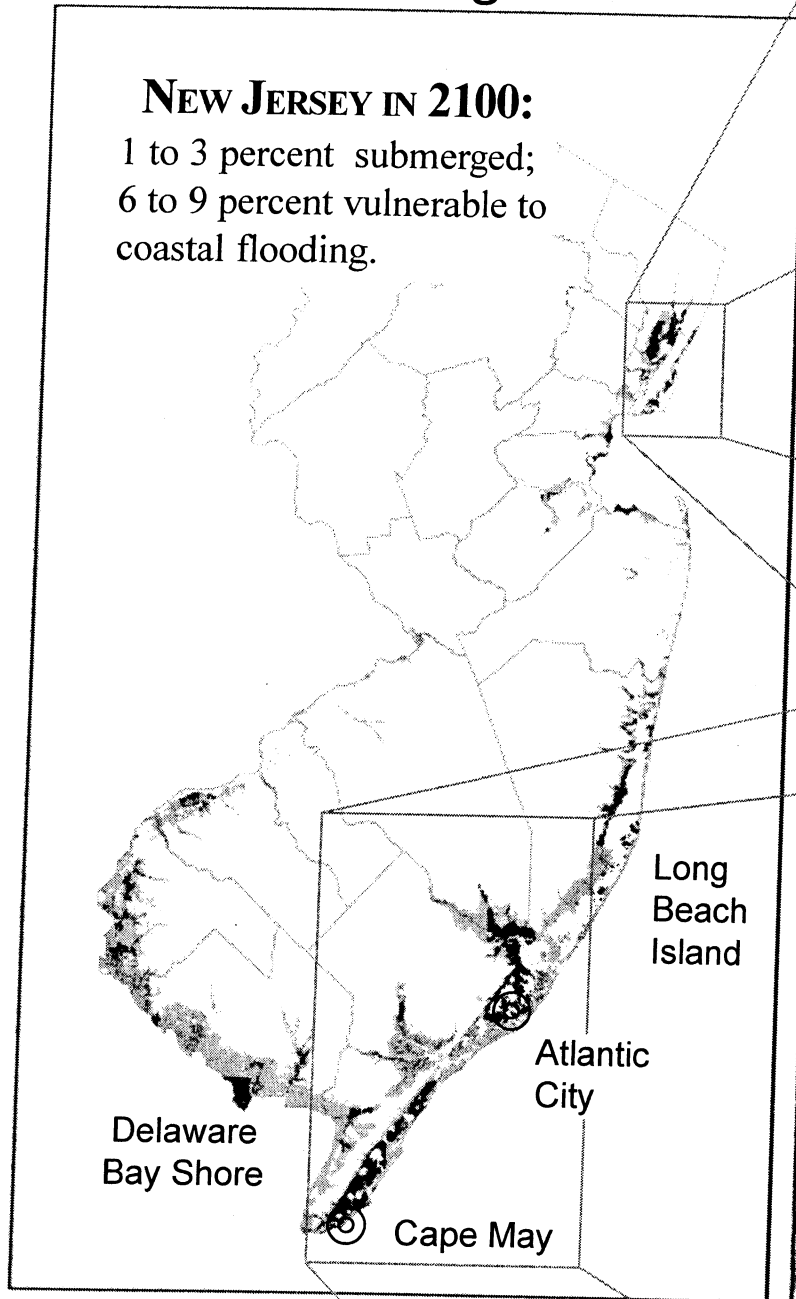 NEW JERSEY IN 2100:
1 to 3 percent submerged;
6 to 9 percent vulnerable to
coastal flooding.
Long
Beach
Island
Atlantic
City
Delaware
Bay Shore
Cape May